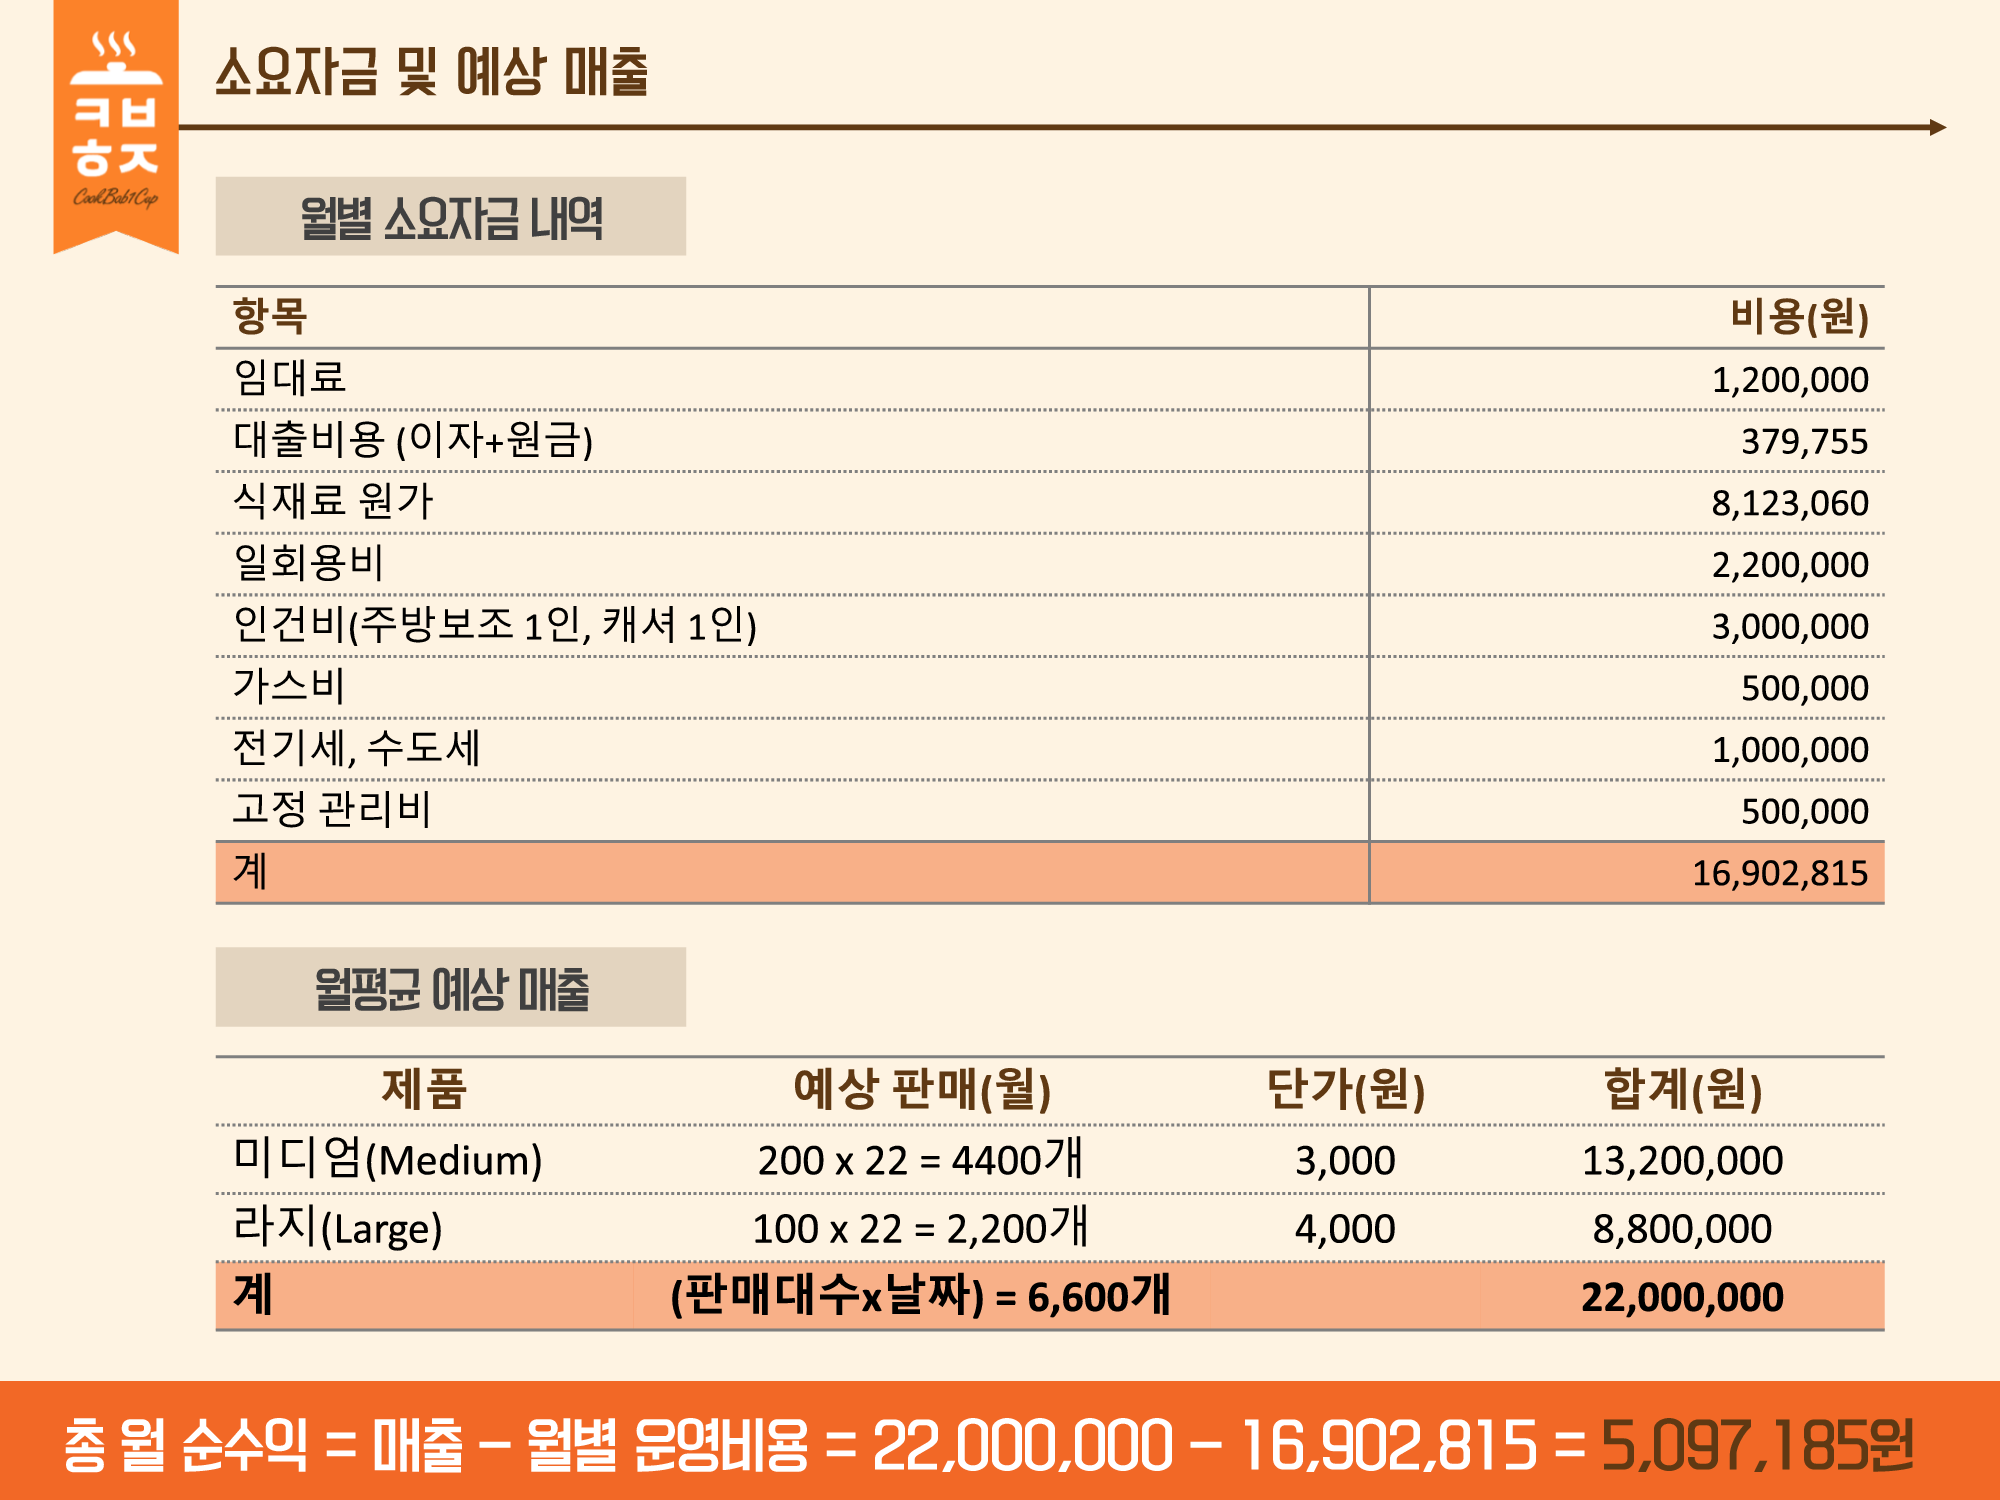 소요자금 및 예상 매출
ㅋㅂ
ㅎㅈ
CookBab1Cup
월별 소요자금 내역
항목 비용(원)
임대료 1,200,000
대출비용 (이자+원금) 379,755
식재료 원가 8,123,060
일회용비 2,200,000
인건비(주방보조 1인, 캐셔 1인) 3,000,000
가스비 500,000
전기세, 수도세 1,000,000
고정 관리비 500,000
계 16,902,815
월평균 예상 매출
제품 예상 판매(월) 단가(원) 합계(원)
미디엄(Medium) 200 x 22 = 4400개 3,000 13,200,000
라지(Large) 100 x 22 = 2,200개 4,000 8,800,000
계 (판매대수x날짜) = 6,600개 22,000,000
총 월 순수익 = 매출 – 월별 운영비용 = 22,000,000 – 16,902,815 = 5,097,185원